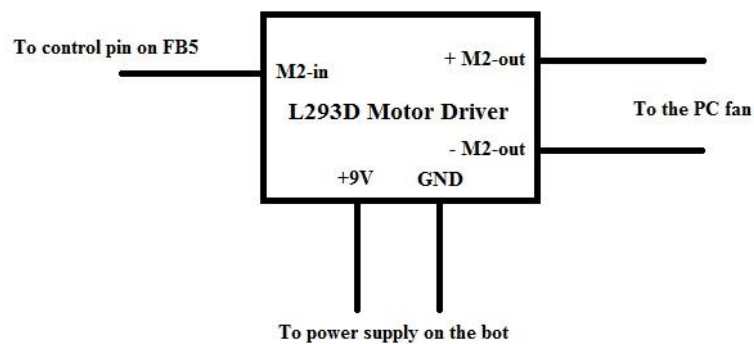 To control pin on FB5
M2-in
+ M2-out
L293D Motor Driver
To the PC fan
- M2-out
+9V GND
To power supply on the bot